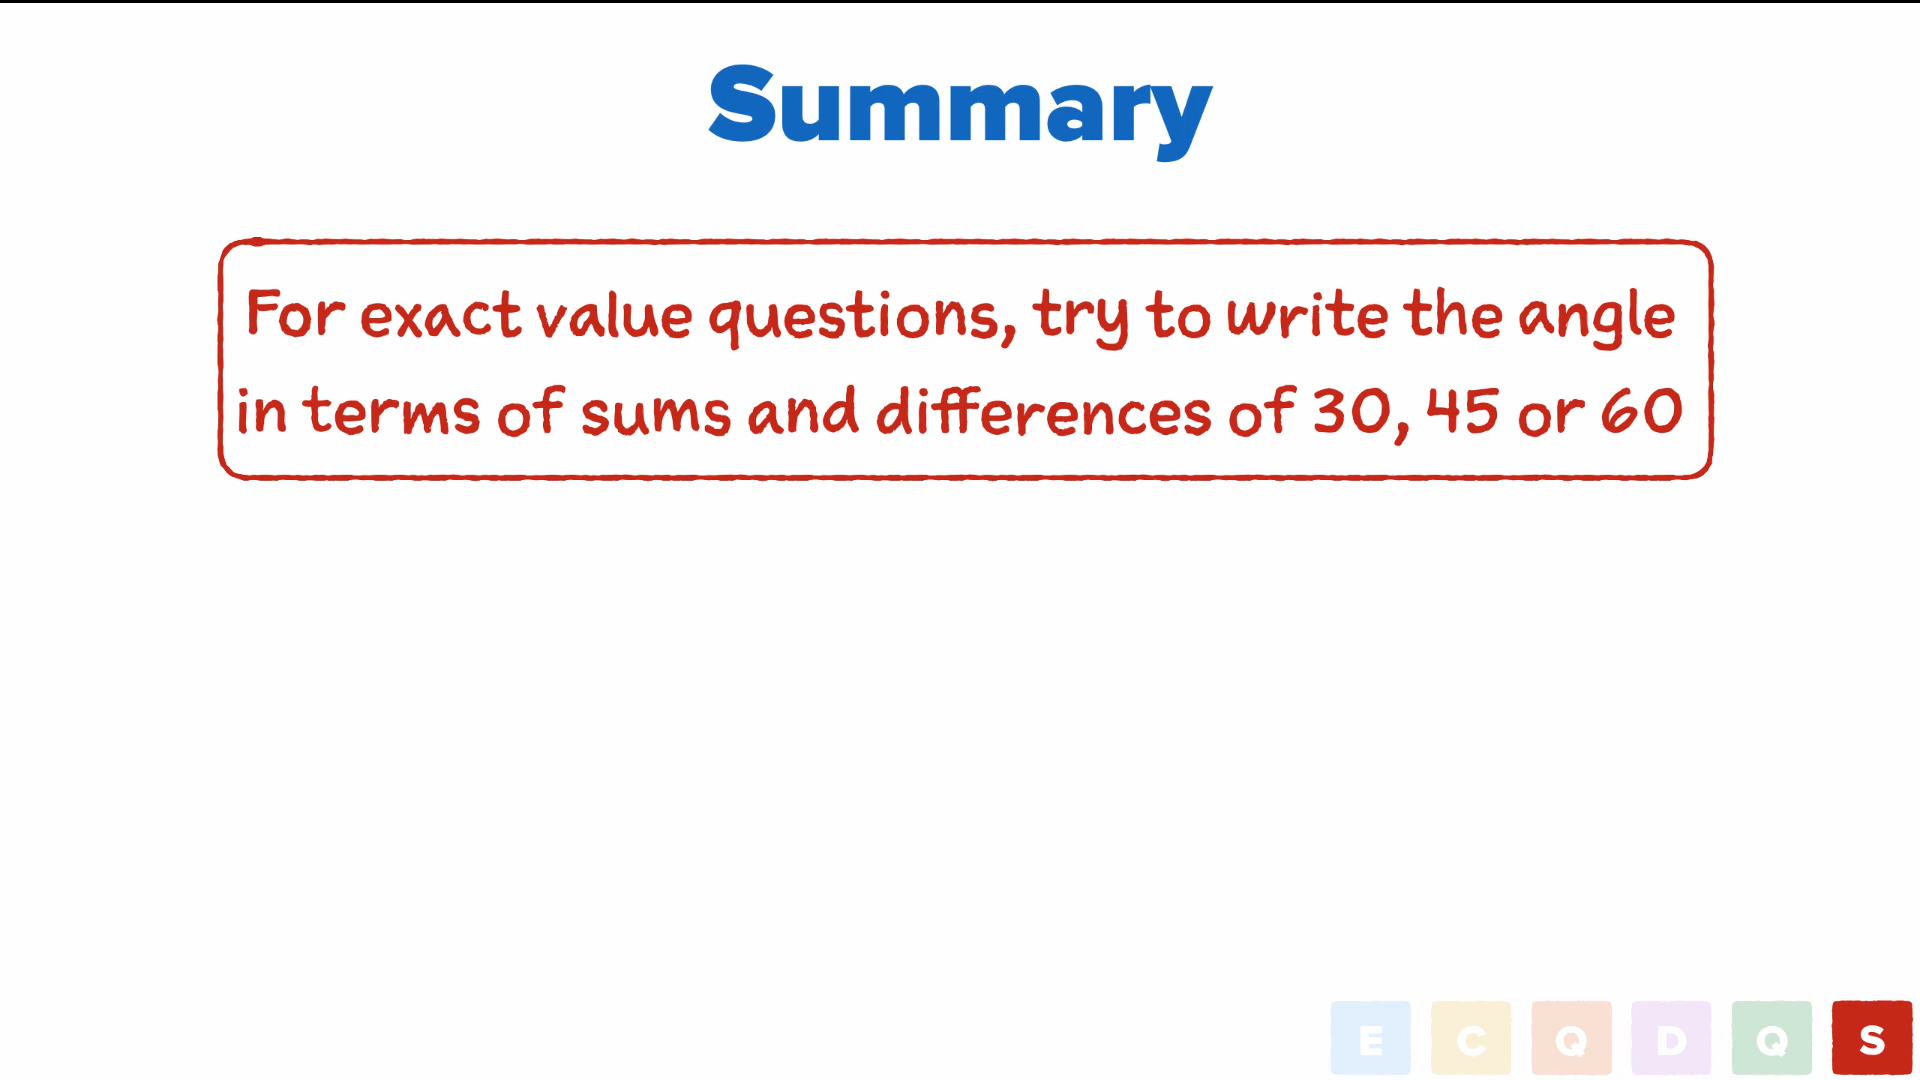 Summary
For exact value questions, try to write the angle
in terms of sums and differences of 30, 45 or 60
E C Q D Q S